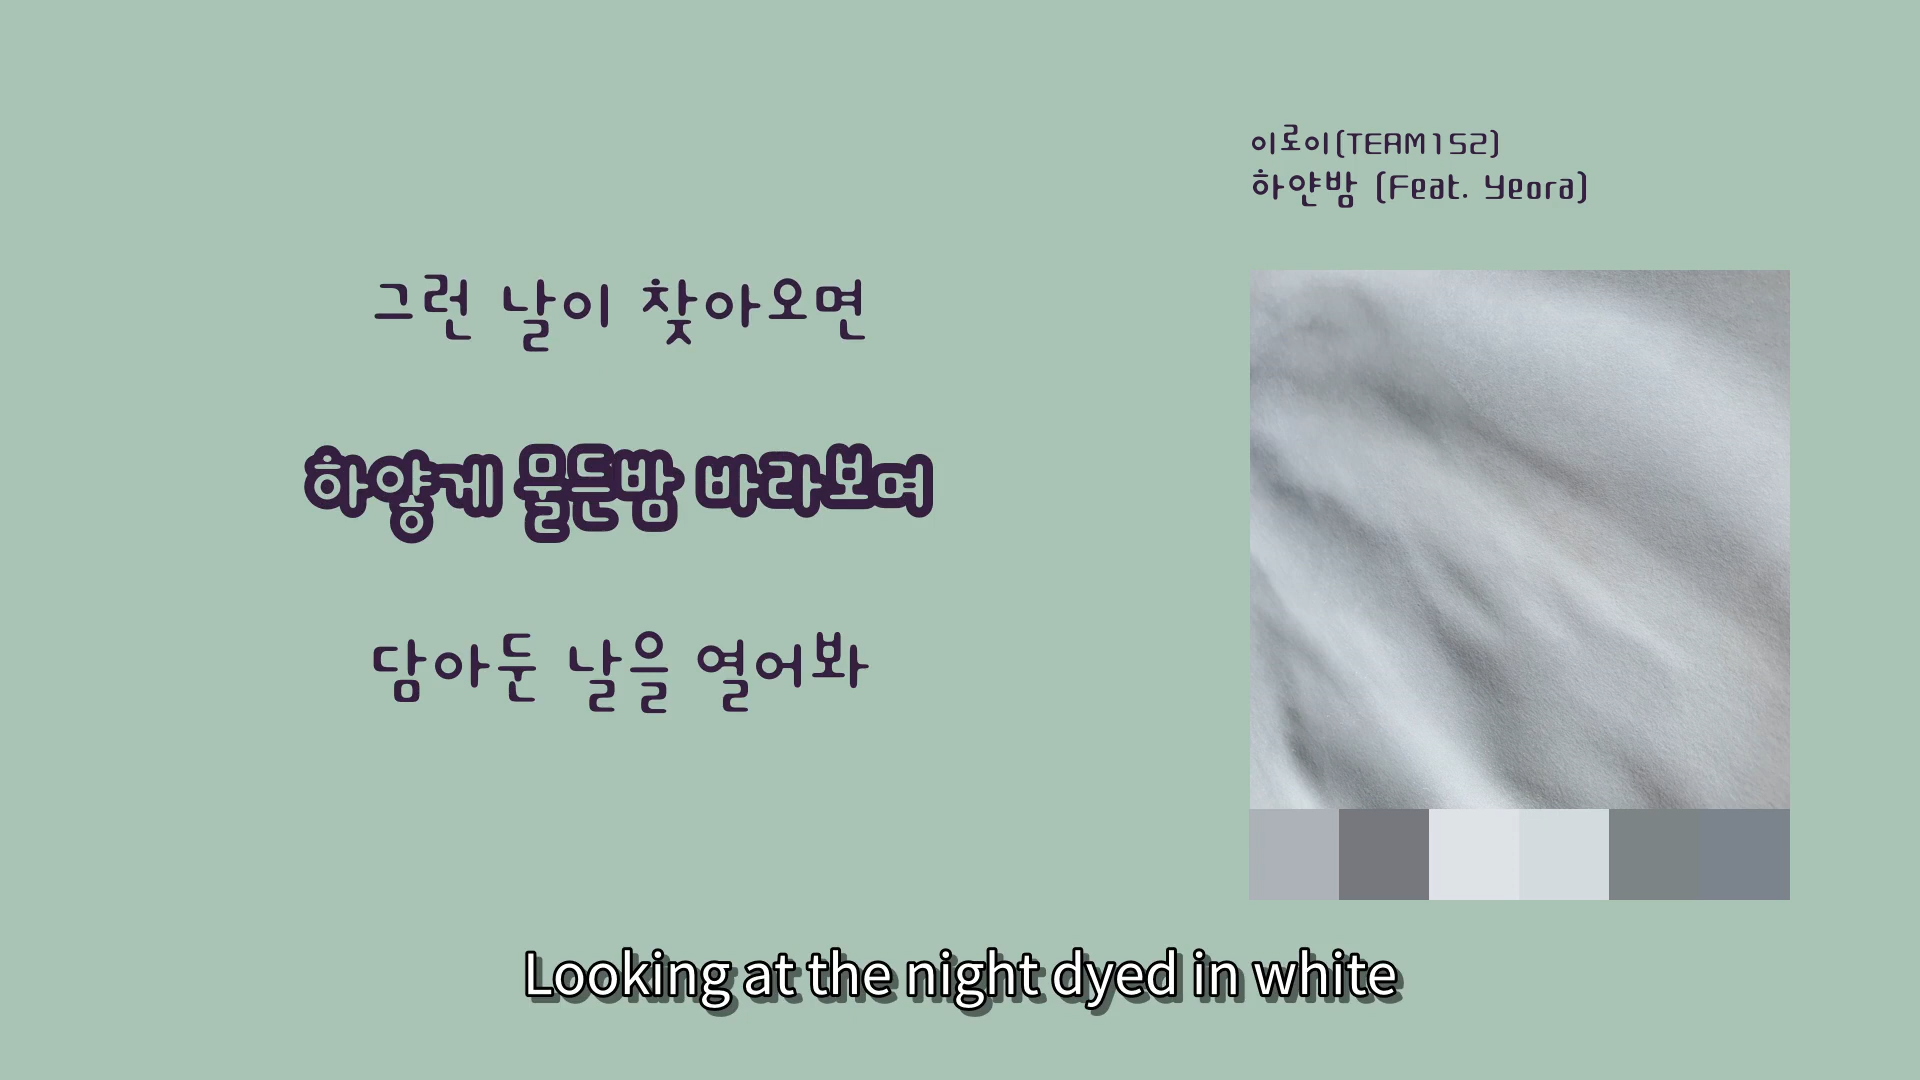 이로이(TEAM152)
하얀밤 (Feat. Yeora)
그런 날이 찾아오면
하얗게 물든밤 바라보며
담아둔 날을 열어봐
Looking at the night dyed in white